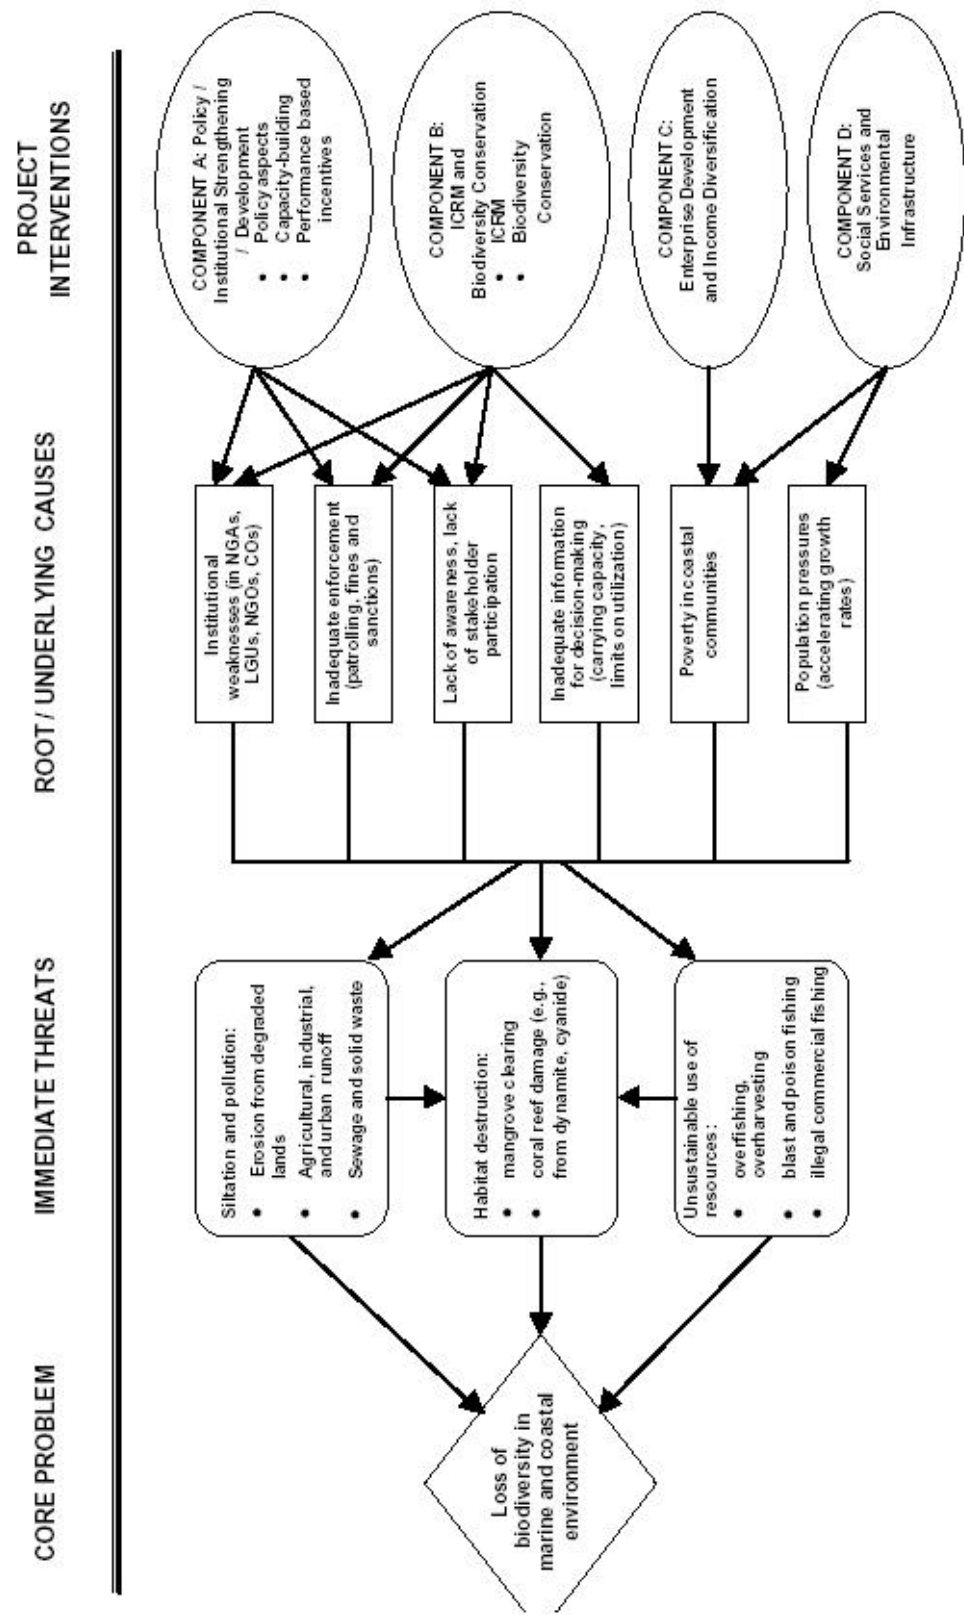 CORE PROBLEM
IMMEDIATE THREATS
ROOT / UNDERLYING CAUSES
PROJECT
INTERVENTIONS
Loss of
biodiversity in
marine and coastal
environment
Siltation and pollution:
• Erosion from degraded
lands
• Agricultural, industrial,
and urban runoff
• Sewage and solid waste
Habitat destruction:
• mangrove clearing
• coral reef damage (e.g.,
from dynamite, cyanide)
Unsustainable use of
resources:
• overfishing,
overharvesting
• blast and poison fishing
• illegal commercial fishing
Institutional
weaknesses (in NGAs,
LGUs, NGOs, COs)
Inadequate enforcement
(patrolling, fines and
sanctions)
Lack of awareness, lack
of stakeholder
participation
Inadequate information
for decision-making
(carrying capacity,
limits on utilization)
Poverty in coastal
communities
Population pressures
(accelerating growth
rates)
COMPONENT A: Policy /
Institutional Strengthening
/ Development
• Policy aspects
• Capacity-building
• Performance based
incentives
COMPONENT B:
ICRM and
Biodiversity Conservation
• ICRM
• Biodiversity
Conservation
COMPONENT C:
Enterprise Development
and Income Diversification
COMPONENT D:
Social Services and
Environmental
Infrastructure